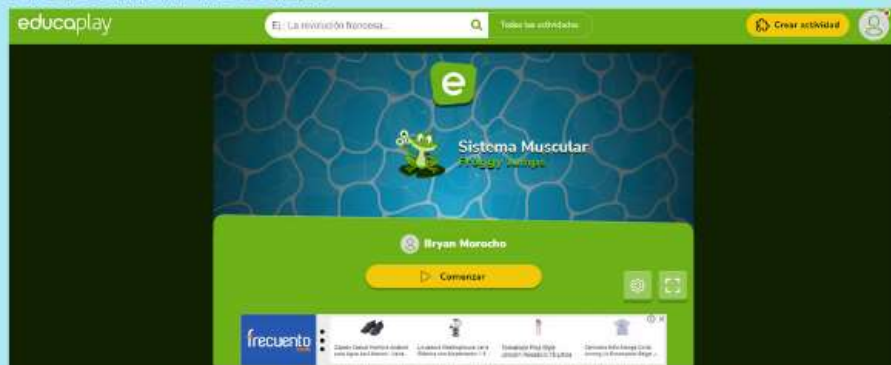 educaplay
Ej.: La revolución francesa...
Todas las actividades
Crear actividad
e
Sistema Muscular
Froggy Jumps
Bryan Morocho
Comenzar
frecuento